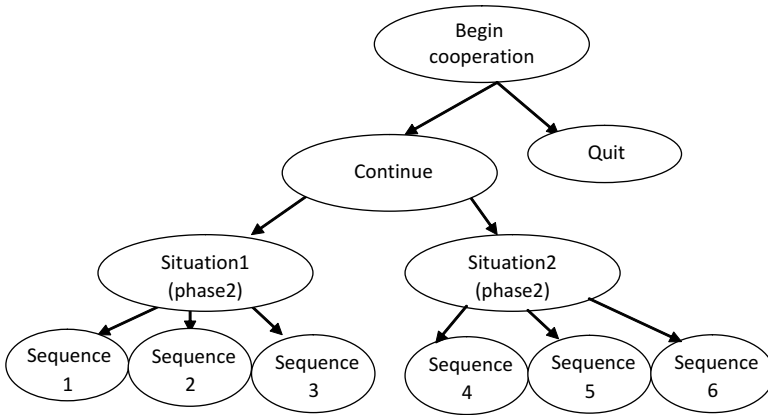 Begin
cooperation
Continue
Quit
Situation1
(phase2)
Situation2
(phase2)
Sequence
1
Sequence
2
Sequence
3
Sequence
4
Sequence
5
Sequence
6